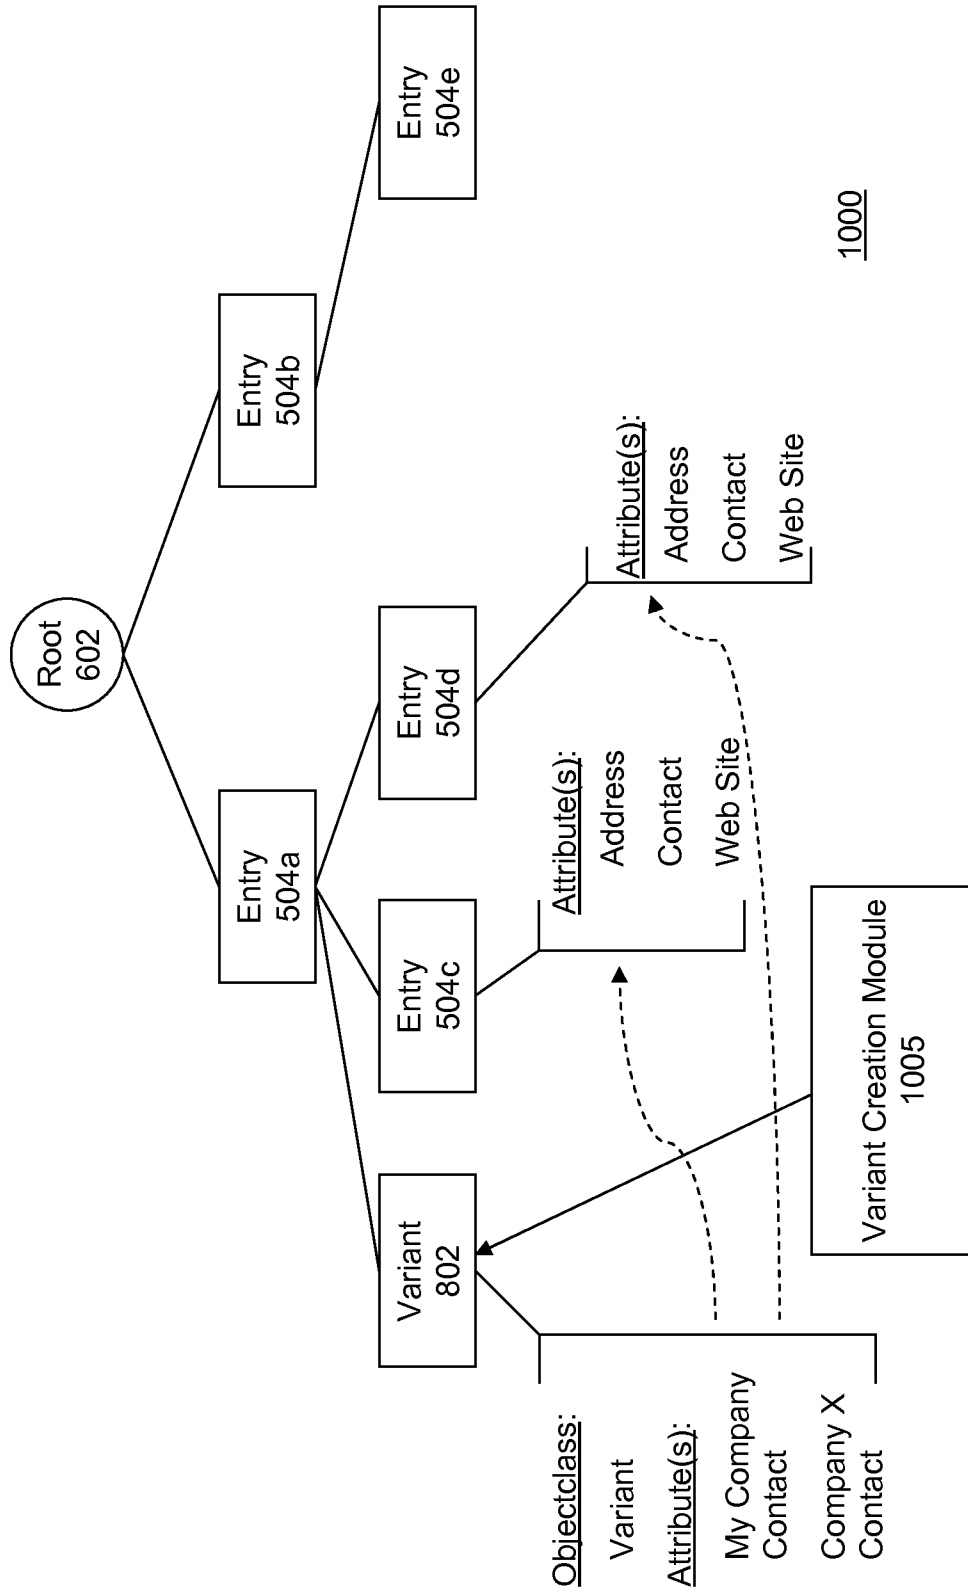 Root
602
Entry
504a
Entry
504b
Variant
802
Entry
504c
Entry
504d
Entry
504e
Objectclass:
Variant
Attribute(s):
My Company
Contact
Company X
Contact
Attribute(s):
Address
Contact
Web Site
Attribute(s):
Address
Contact
Web Site
Variant Creation Module
1005
1000